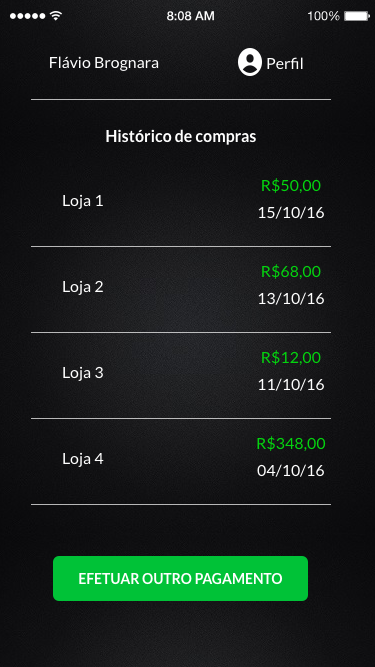 8:08 AM 100%
Flávio Brognara Perfil
Histórico de compras
R$50,00
Loja 1
15/10/16
R$68,00
Loja 2
13/10/16
R$12,00
Loja 3
11/10/16
R$348,00
Loja 4
04/10/16
EFETUAR OUTRO PAGAMENTO